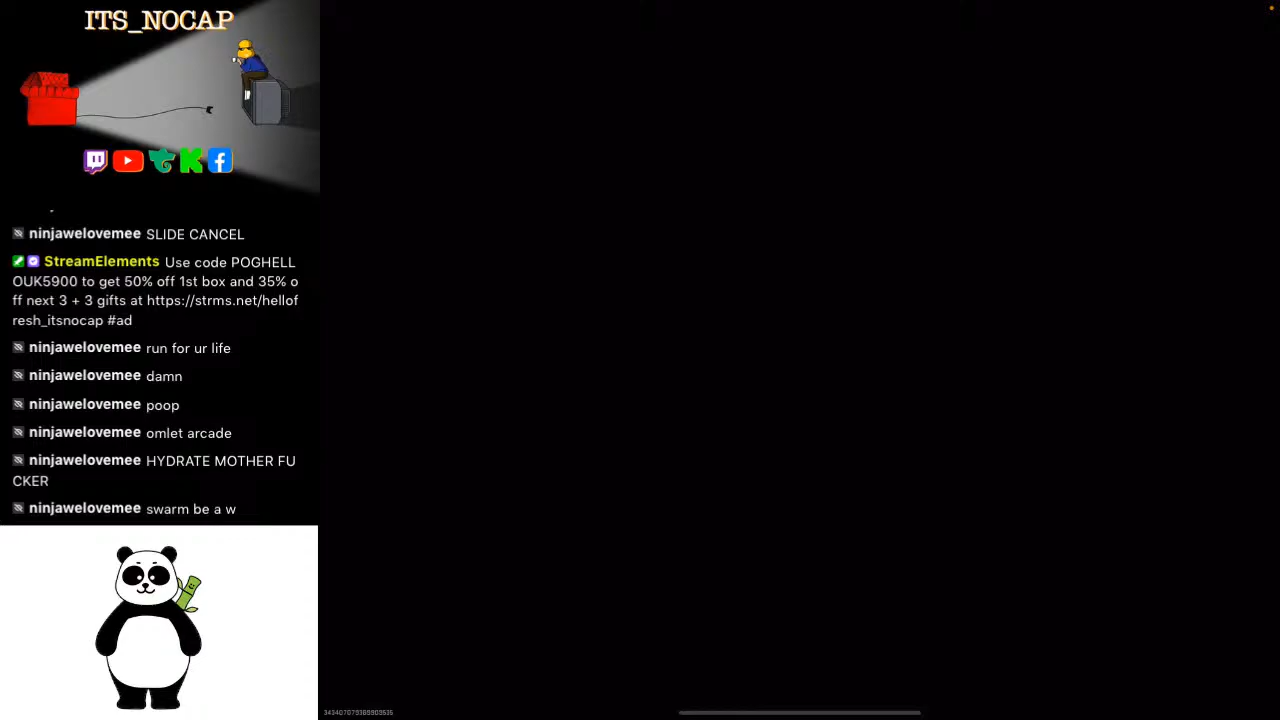 ITS_NOCAP
ninjawelovemee SLIDE CANCEL
StreamElements Use code POGHELL
OUK5900 to get 50% off 1st box and 35% o
ff next 3 + 3 gifts at https://strms.net/hellof
resh_itsnocap #ad
ninjawelovemee run for ur life
ninjawelovemee damn
ninjawelovemee poop
ninjawelovemee omlet arcade
ninjawelovemee HYDRATE MOTHER FU
CKER
ninjawelovemee swarm be a w